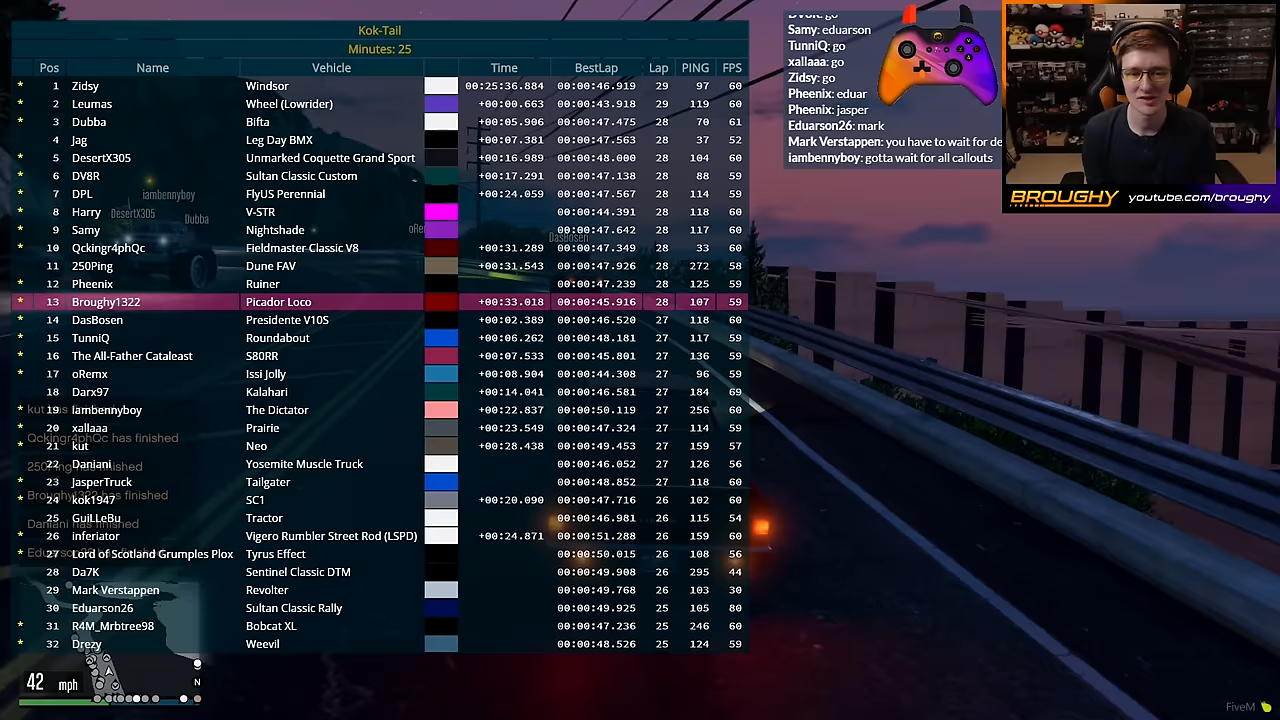 Kok-Tail
Minutes: 25
Pos Name Vehicle Time BestLap Lap PING FPS
* 1 Zidsy Windsor 00:25:36.884 00:00:46.919 29 97 60
* 2 Leumas Wheel (Lowrider) +00:00.663 00:00:43.918 29 119 60
* 3 Dubba Bifta +00:05.906 00:00:47.475 28 70 61
4 Jag Leg Day BMX +00:07.381 00:00:47.563 28 37 52
* 5 DesertX305 Unmarked Coquette Grand Sport +00:16.989 00:00:48.000 28 104 60
* 6 DV8R Sultan Classic Custom +00:17.291 00:00:47.138 28 88 59
* 7 DPL FlyUS Perennial +00:24.059 00:00:47.567 28 114 59
* 8 Harry V-STR 00:00:44.391 28 118 60
* 9 Samy Nightshade 00:00:47.642 28 117 60
* 10 Qckingr4phQc Fieldmaster Classic V8 +00:31.289 00:00:47.349 28 33 60
11 250Ping Dune FAV +00:31.543 00:00:47.926 28 272 58
* 12 Pheenix Ruiner 00:00:47.239 28 125 59
* 13 Broughy1322 Picador Loco +00:33.018 00:00:45.916 28 107 59
* 14 DasBosen Presidente V10S +00:02.389 00:00:46.520 27 118 60
* 15 TunniQ Roundabout +00:06.262 00:00:48.181 27 117 59
* 16 The All-Father Cataleast S80RR +00:07.533 00:00:45.801 27 136 59
* 17 oRemx Issi Jolly +00:08.904 00:00:44.308 27 96 59
18 Darx97 Kalahari +00:14.041 00:00:46.581 27 184 69
* 19 Iambennyboy The Dictator +00:22.837 00:00:50.119 27 256 60
* 20 xallaaa Prairie +00:23.549 00:00:47.324 27 114 59
* 21 kut Neo +00:28.438 00:00:49.453 27 159 57
22 Daniani Yosemite Muscle Truck 00:00:46.052 27 126 56
* 23 JasperTruck Tailgater 00:00:48.852 27 118 60
* 24 kok1947 SC1 +00:20.090 00:00:47.716 26 102 60
25 GuiLLeBu Tractor 00:00:46.981 26 115 54
* 26 inferiator Vigero Rumbler Street Rod (LSPD) +00:24.871 00:00:51.288 26 159 60
* 27 Lord of Scotland Grumples Plox Tyrus Effect 00:00:50.015 26 108 56
28 Da7K Sentinel Classic DTM 00:00:49.908 26 295 44
29 Mark Verstappen Revolter 00:00:49.768 26 103 30
30 Eduarson26 Sultan Classic Rally 00:00:49.925 25 105 80
* 31 R4M_Mrbtree98 Bobcat XL 00:00:47.236 25 246 60
* 32 Drezy Weevil 00:00:48.526 25 124 59
iambennyboy
DesertX305
Dubba
DasBosen
Qckingr4phQc has finished
250Ping has finished
Broughy1322 has finished
Daniani has finished
42 mph
N
Samy: eduarson
TunniQ: go
xallaaa: go
Zidsy: go
Pheenix: eduar
Pheenix: jasper
Eduarson26: mark
Mark Verstappen: you have to wait for de
iambennyboy: gotta wait for all callouts
BROUGHY youtube.com/broughy
FiveM